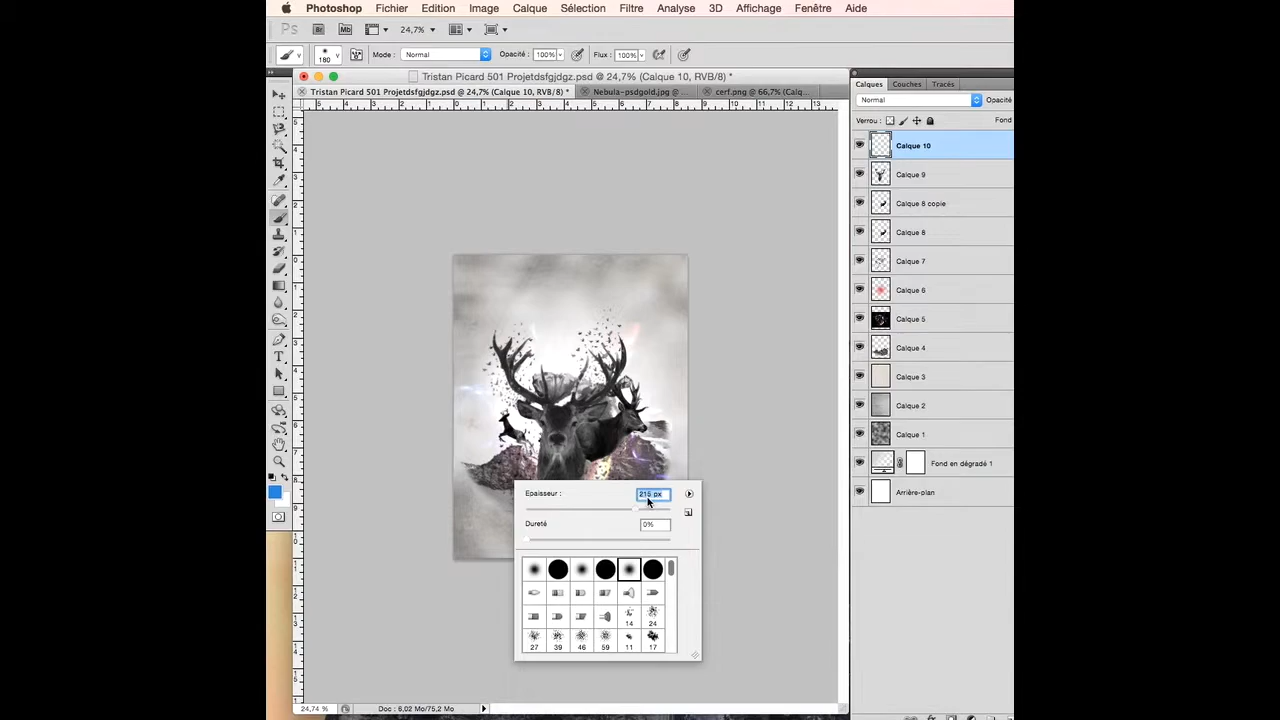 Photoshop Fichier Edition Image Calque Sélection Filtre Analyse 3D Affichage Fenêtre Aide
Ps Br Mb 24,7%
180 Mode : Normal Opacité : 100% Flux : 100%
Tristan Picard 501 Projetdsfgjdgz.psd @ 24,7% (Calque 10, RVB/8) *
Tristan Picard 501 Projetdsfgjdgz.psd @ 24,7% (Calque 10, RVB/8) * Nebula-psdgold.jpg @ ... cerf.png @ 66,7% (Calq...
Calques Couches Tracés
Normal Opacité
Verrou : Fond
Calque 10
Calque 9
Calque 8 copie
Calque 8
Calque 7
Calque 6
Calque 5
Calque 4
Calque 3
Calque 2
Calque 1
Fond en dégradé 1
Arrière-plan
Epaisseur : 215 px
Dureté 0%
14 24
27 39 46 59 11 17
24,74 % Doc : 6,02 Mo/75,2 Mo